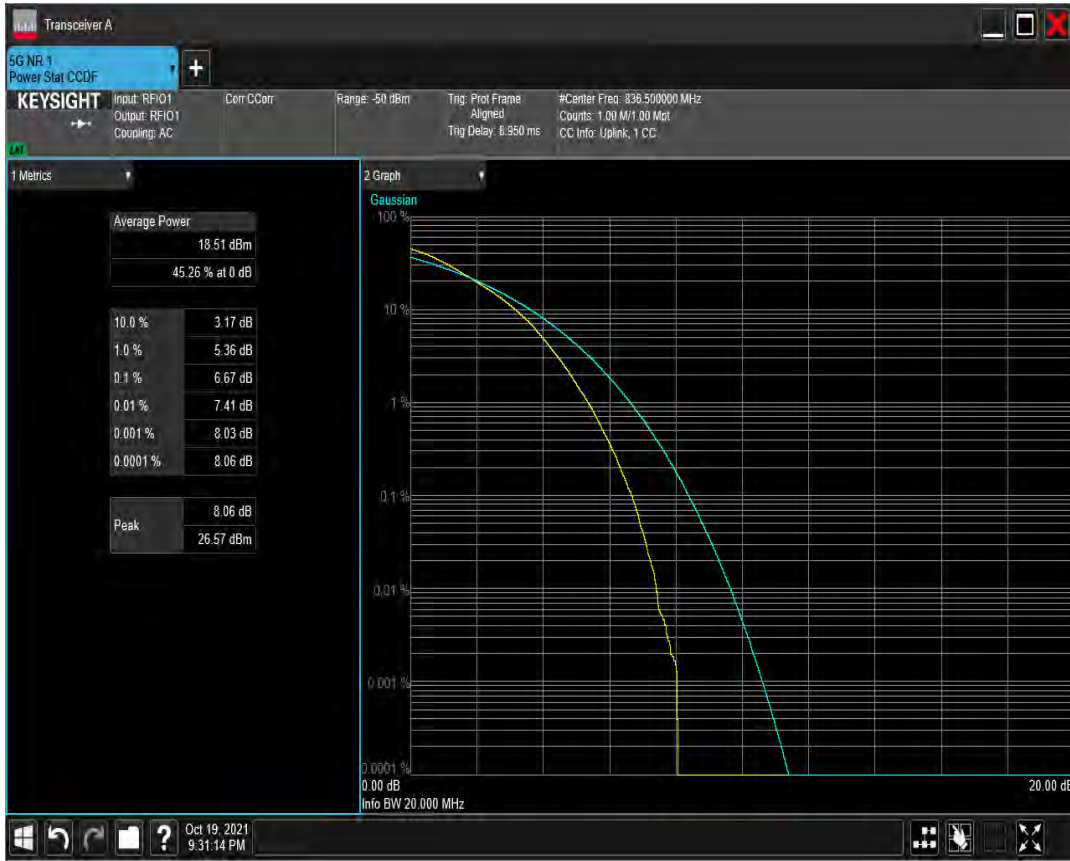 Transceiver A
5G NR 1
Power Stat CCDF
+
KEYSIGHT
Input: RFIO1
Output: RFIO1
Coupling: AC
Corr CCorr
Range: -50 dBm
Trig: Prot Frame
Aligned
Trig Delay: 8.950 ms
#Center Freq: 836.500000 MHz
Counts: 1.00 M/1.00 Mpt
CC Info: Uplink, 1 CC
LNT
1 Metrics
Average Power
18.51 dBm
45.26 % at 0 dB
10.0 % 3.17 dB
1.0 % 5.36 dB
0.1 % 6.67 dB
0.01 % 7.41 dB
0.001 % 8.03 dB
0.0001 % 8.06 dB
Peak
8.06 dB
26.57 dBm
2 Graph
Gaussian
100 %
10 %
1 %
0.1 %
0.01 %
0.001 %
0.0001 %
0.00 dB
20.00 dB
Info BW 20.000 MHz
?
Oct 19, 2021
9:31:14 PM